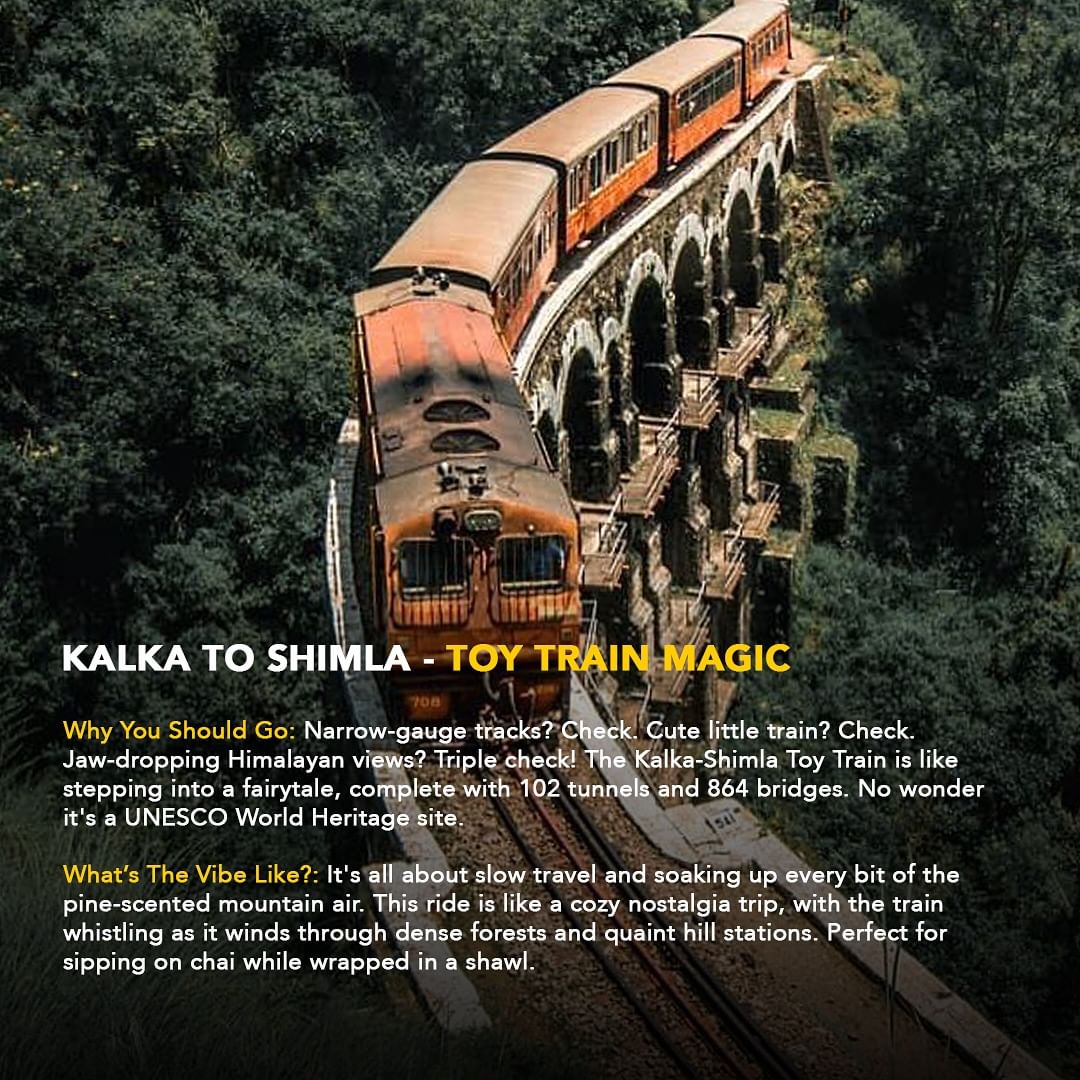 KALKA TO SHIMLA - TOY TRAIN MAGIC
Why You Should Go: Narrow-gauge tracks? Check. Cute little train? Check.
Jaw-dropping Himalayan views? Triple check! The Kalka-Shimla Toy Train is like
stepping into a fairytale, complete with 102 tunnels and 864 bridges. No wonder
it's a UNESCO World Heritage site.
What’s The Vibe Like?: It's all about slow travel and soaking up every bit of the
pine-scented mountain air. This ride is like a cozy nostalgia trip, with the train
whistling as it winds through dense forests and quaint hill stations. Perfect for
sipping on chai while wrapped in a shawl.
708